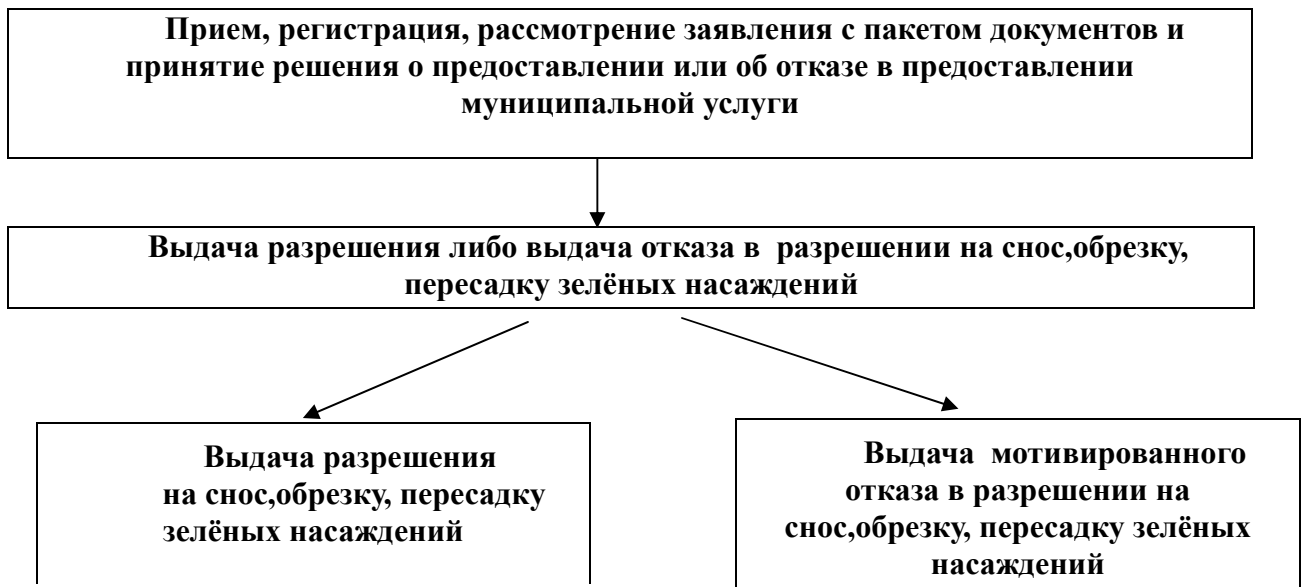 Прием, регистрация, рассмотрение заявления с пакетом документов и
принятие решения о предоставлении или об отказе в предоставлении
муниципальной услуги
Выдача разрешения либо выдача отказа в разрешении на снос,обрезку,
пересадку зелёных насаждений
Выдача разрешения
на снос,обрезку, пересадку
зелёных насаждений
Выдача мотивированного
отказа в разрешении на
снос,обрезку, пересадку зелёных
насаждений